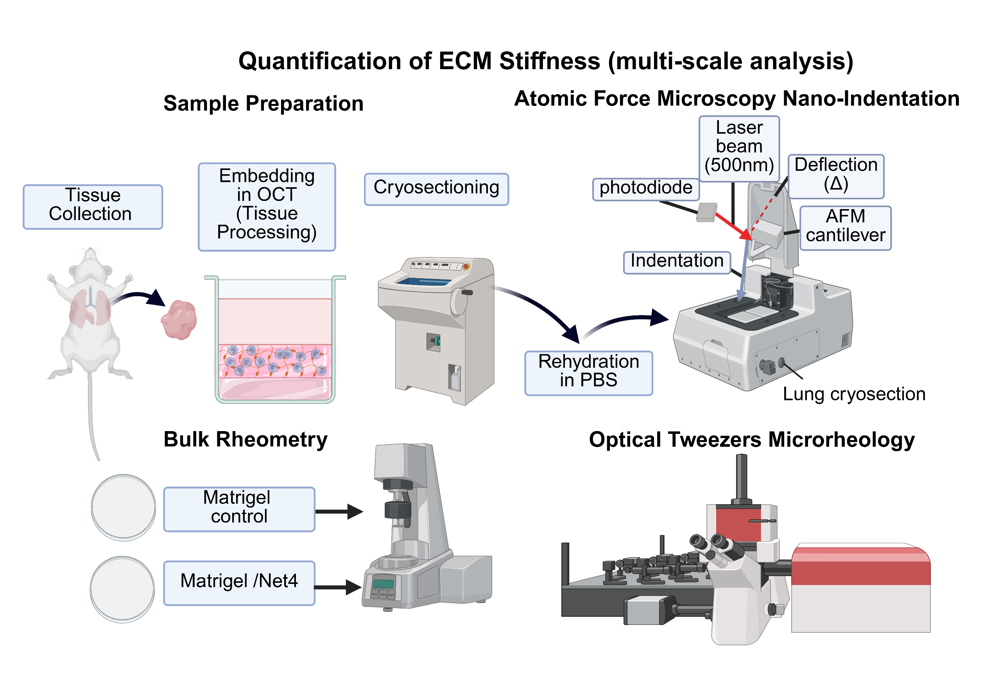 Quantification of ECM Stiffness (multi-scale analysis)
Sample Preparation
Tissue
Collection
Embedding
in OCT
(Tissue
Processing)
Cryosectioning
Rehydration
in PBS
Atomic Force Microscopy Nano-Indentation
Laser
beam
(500nm)
Deflection
(Δ)
photodiode
AFM
cantilever
Indentation
Lung cryosection
Bulk Rheometry
Matrigel
control
Matrigel /Net4
Optical Tweezers Microrheology